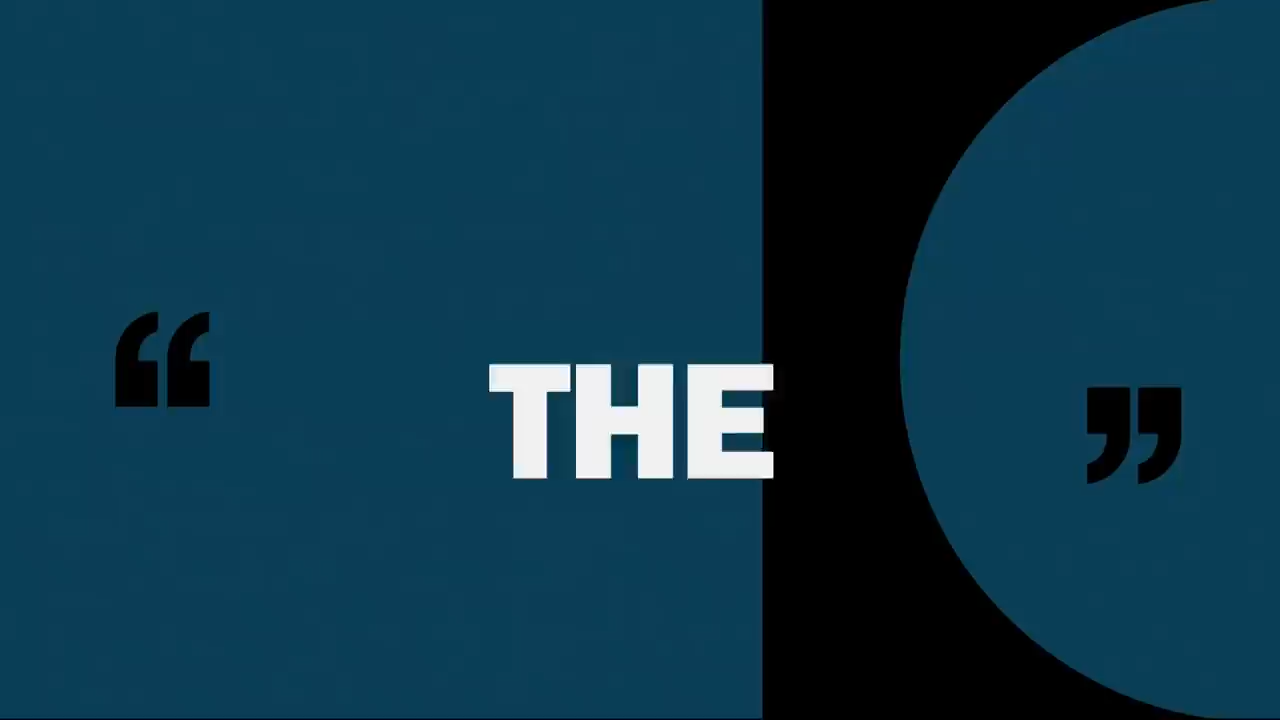 “ THE ”